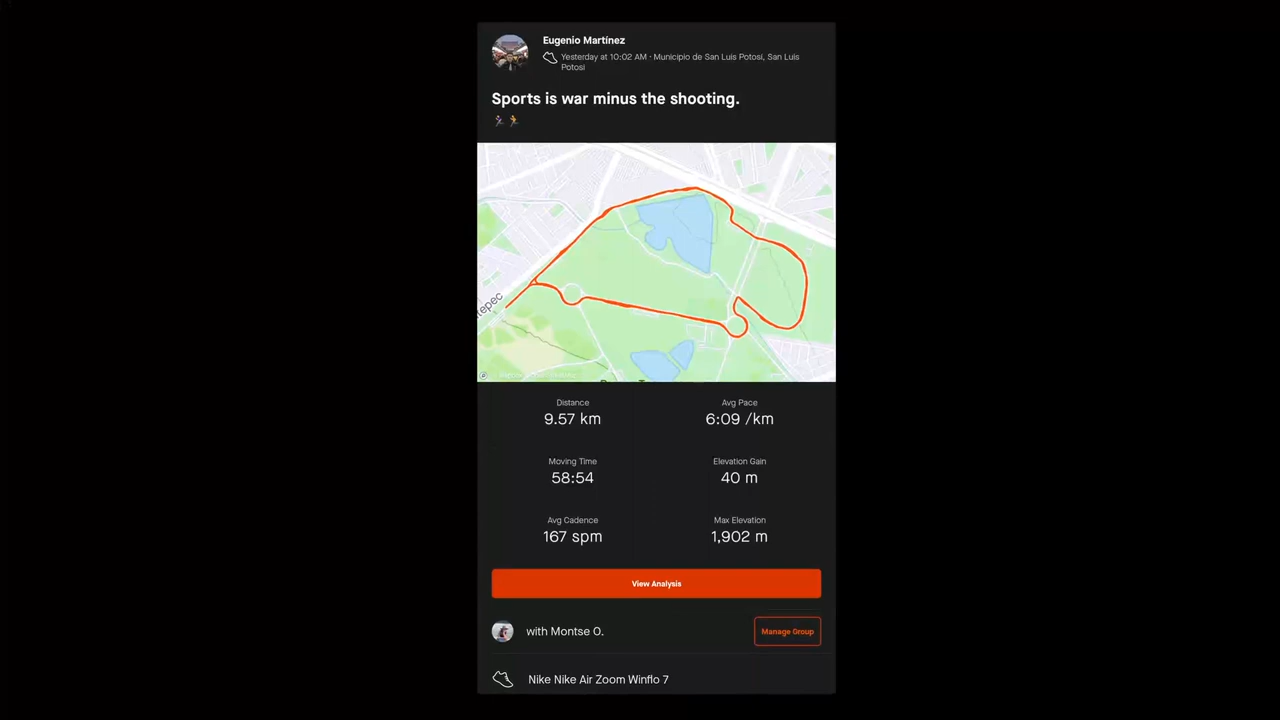 Eugenio Martínez
Yesterday at 10:02 AM · Municipio de San Luis Potosí, San Luis
Potosí
Sports is war minus the shooting.
tepec
Distance
9.57 km
Avg Pace
6:09 /km
Moving Time
58:54
Elevation Gain
40 m
Avg Cadence
167 spm
Max Elevation
1,902 m
View Analysis
with Montse O.
Manage Group
Nike Nike Air Zoom Winflo 7